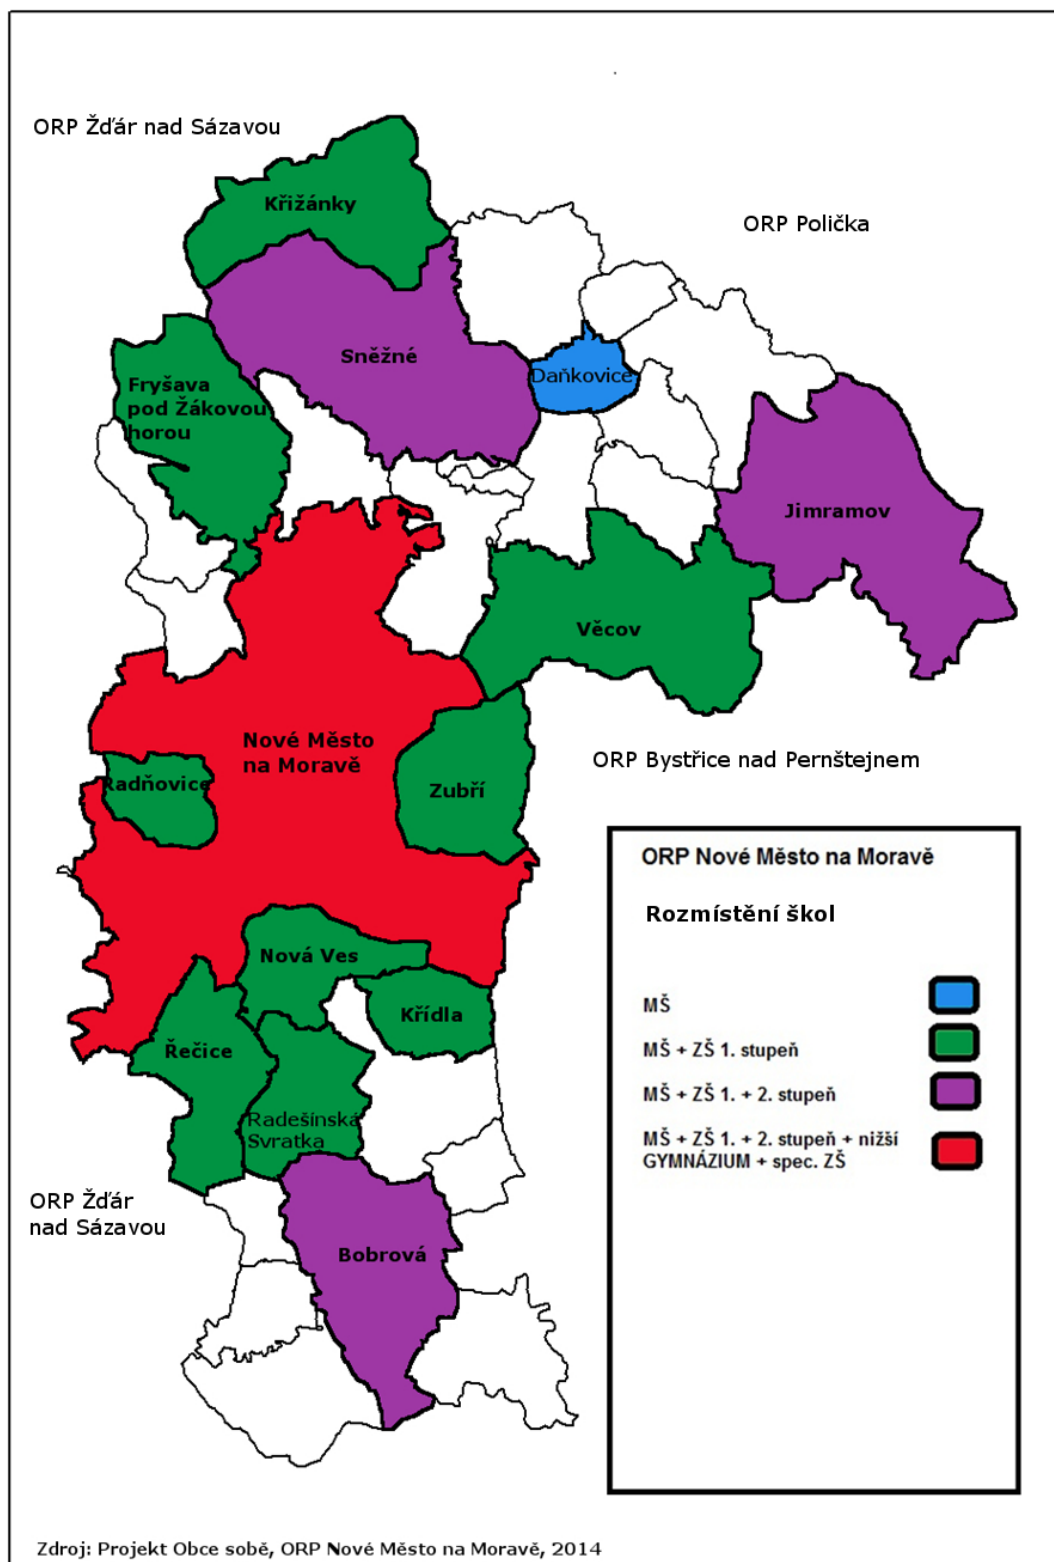 ORP Žďár nad Sázavou
Křižánky
ORP Polička
Sněžné
Daňkovice
Fryšava
pod Žákovou
horou
Jimramov
Věcov
Nové Město
na Moravě
ORP Bystřice nad Pernštejnem
Radňovice
Zubří
ORP Nové Město na Moravě
Rozmístění škol
MŠ
MŠ + ZŠ 1. stupeň
MŠ + ZŠ 1. + 2. stupeň
MŠ + ZŠ 1. + 2. stupeň + nižší
GYMNÁZIUM + spec. ZŠ
Nová Ves
Křídla
Řečice
Radešínská
Svratka
ORP Žďár
nad Sázavou
Bobrová
Zdroj: Projekt Obce sobě, ORP Nové Město na Moravě, 2014